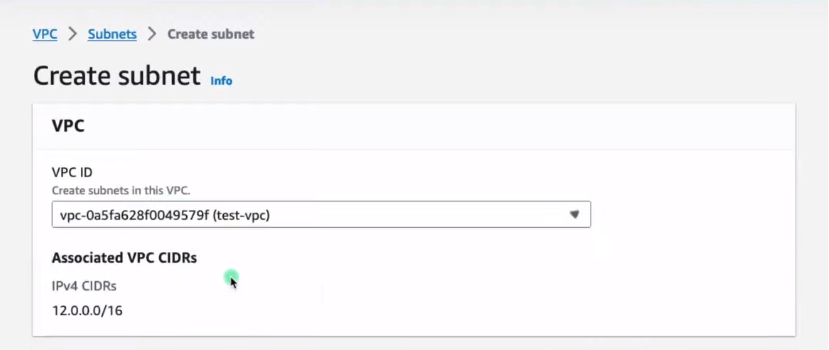 VPC > Subnets > Create subnet
Create subnet Info
VPC
VPC ID
Create subnets in this VPC.
vpc-0a5fa628f0049579f (test-vpc)
Associated VPC CIDRs
IPv4 CIDRs
12.0.0.0/16